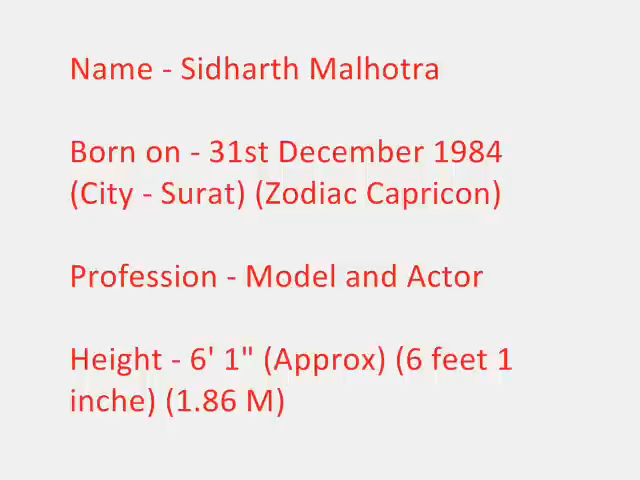 Name - Sidharth Malhotra
Born on - 31st December 1984
(City - Surat) (Zodiac Capricon)
Profession - Model and Actor
Height - 6' 1" (Approx) (6 feet 1
inche) (1.86 M)